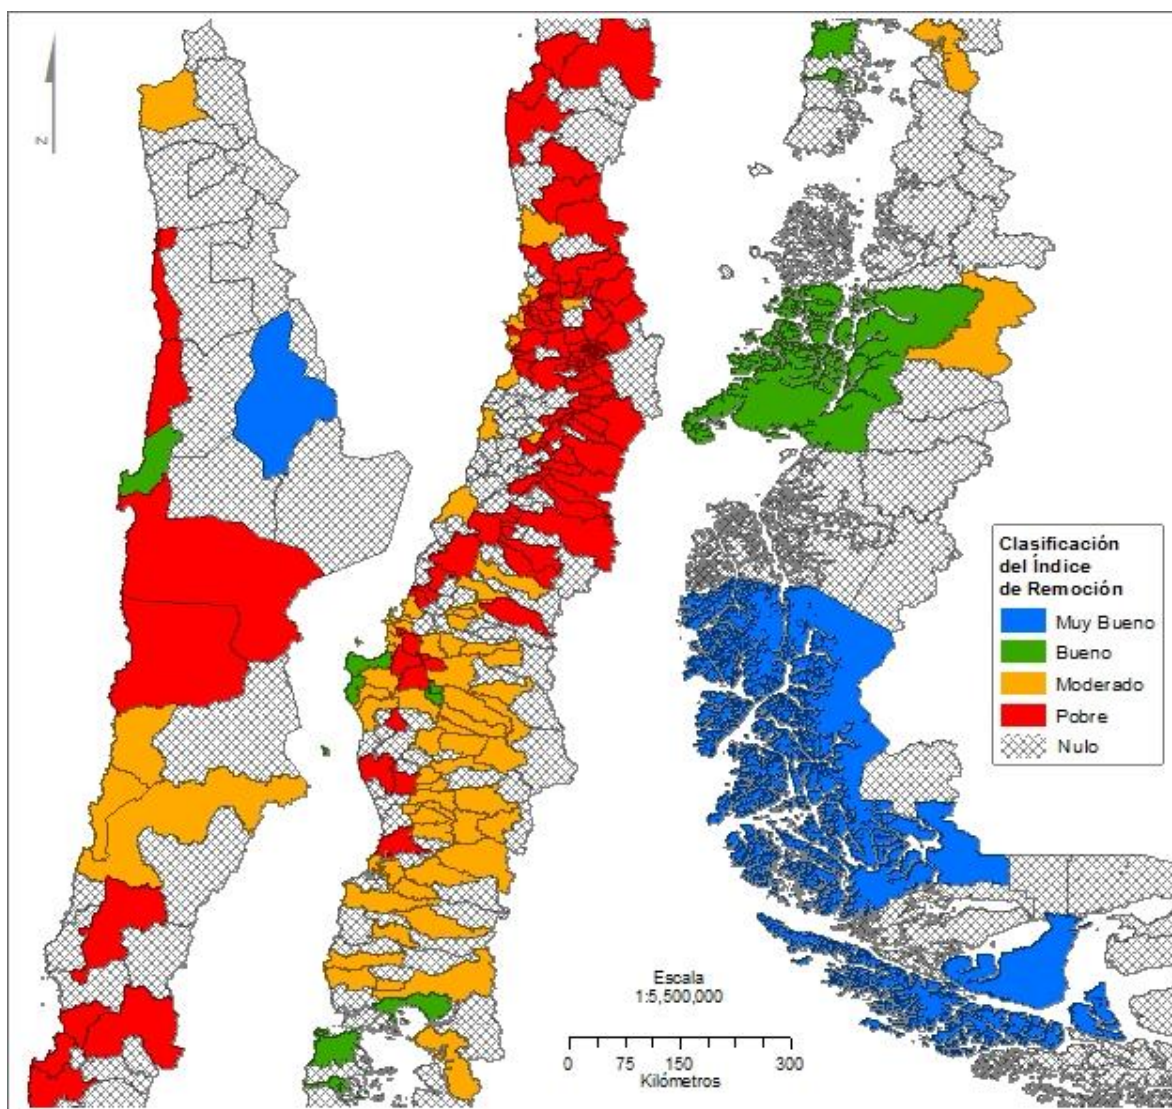 N
Clasificación
del Índice
de Remoción
Muy Bueno
Bueno
Moderado
Pobre
Nulo
Escala
1:5,500,000
0 75 150 300
Kilómetros